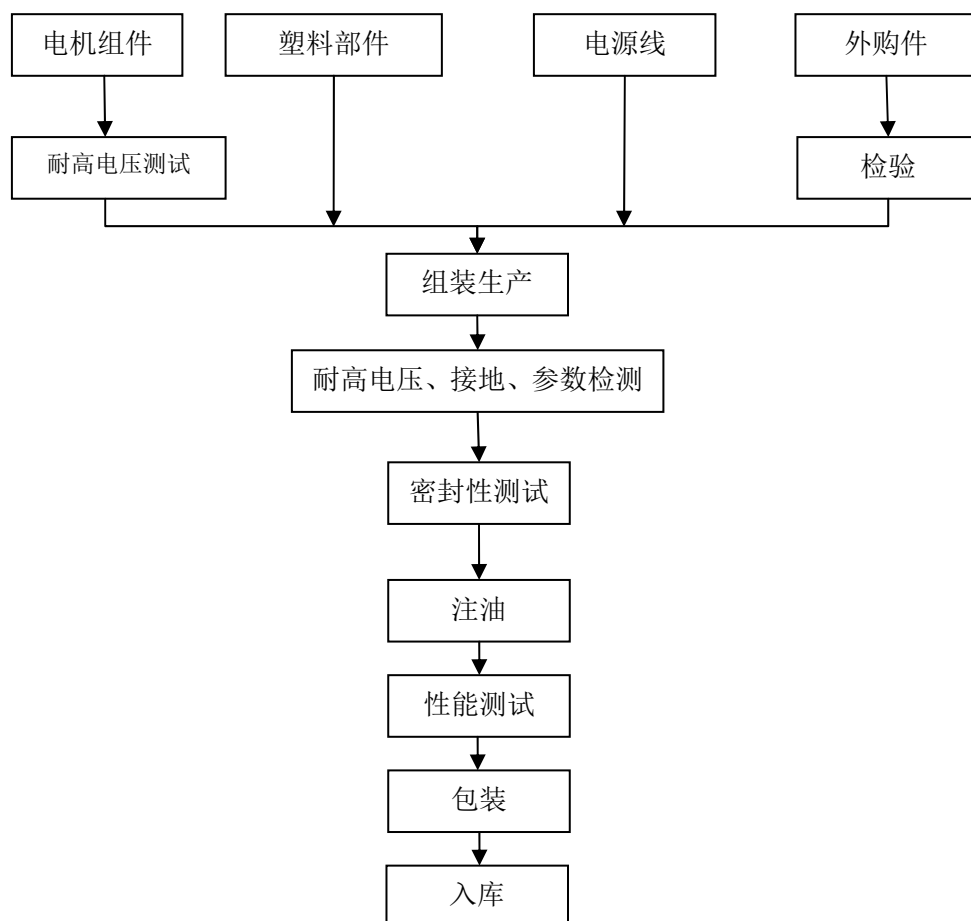 电机组件
塑料部件
电源线
外购件
耐高电压测试
检验
组装生产
耐高电压、接地、参数检测
密封性测试
注油
性能测试
包装
入库